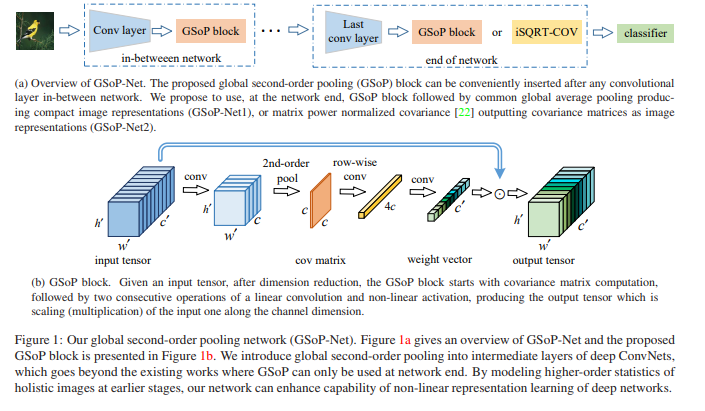 Conv layer
GSoP block
...
Last
conv layer
GSoP block
or
iSQRT-COV
classifier
in-betweeen network
end of network
(a) Overview of GSoP-Net. The proposed global second-order pooling (GSoP) block can be conveniently inserted after any convolutional
layer in-between network. We propose to use, at the network end, GSoP block followed by common global average pooling produc-
ing compact image representations (GSoP-Net1), or matrix power normalized covariance [22] outputting covariance matrices as image
representations (GSoP-Net2).
conv
2nd-order
pool
row-wise
conv
conv
h'
w'
c'
h'
w'
c
c
c
4c
c'
h'
w'
c'
input tensor
cov matrix
weight vector
output tensor
(b) GSoP block. Given an input tensor, after dimension reduction, the GSoP block starts with covariance matrix computation,
followed by two consecutive operations of a linear convolution and non-linear activation, producing the output tensor which is
scaling (multiplication) of the input one along the channel dimension.
Figure 1: Our global second-order pooling network (GSoP-Net). Figure 1a gives an overview of GSoP-Net and the proposed
GSoP block is presented in Figure 1b. We introduce global second-order pooling into intermediate layers of deep ConvNets,
which goes beyond the existing works where GSoP can only be used at network end. By modeling higher-order statistics of
holistic images at earlier stages, our network can enhance capability of non-linear representation learning of deep networks.